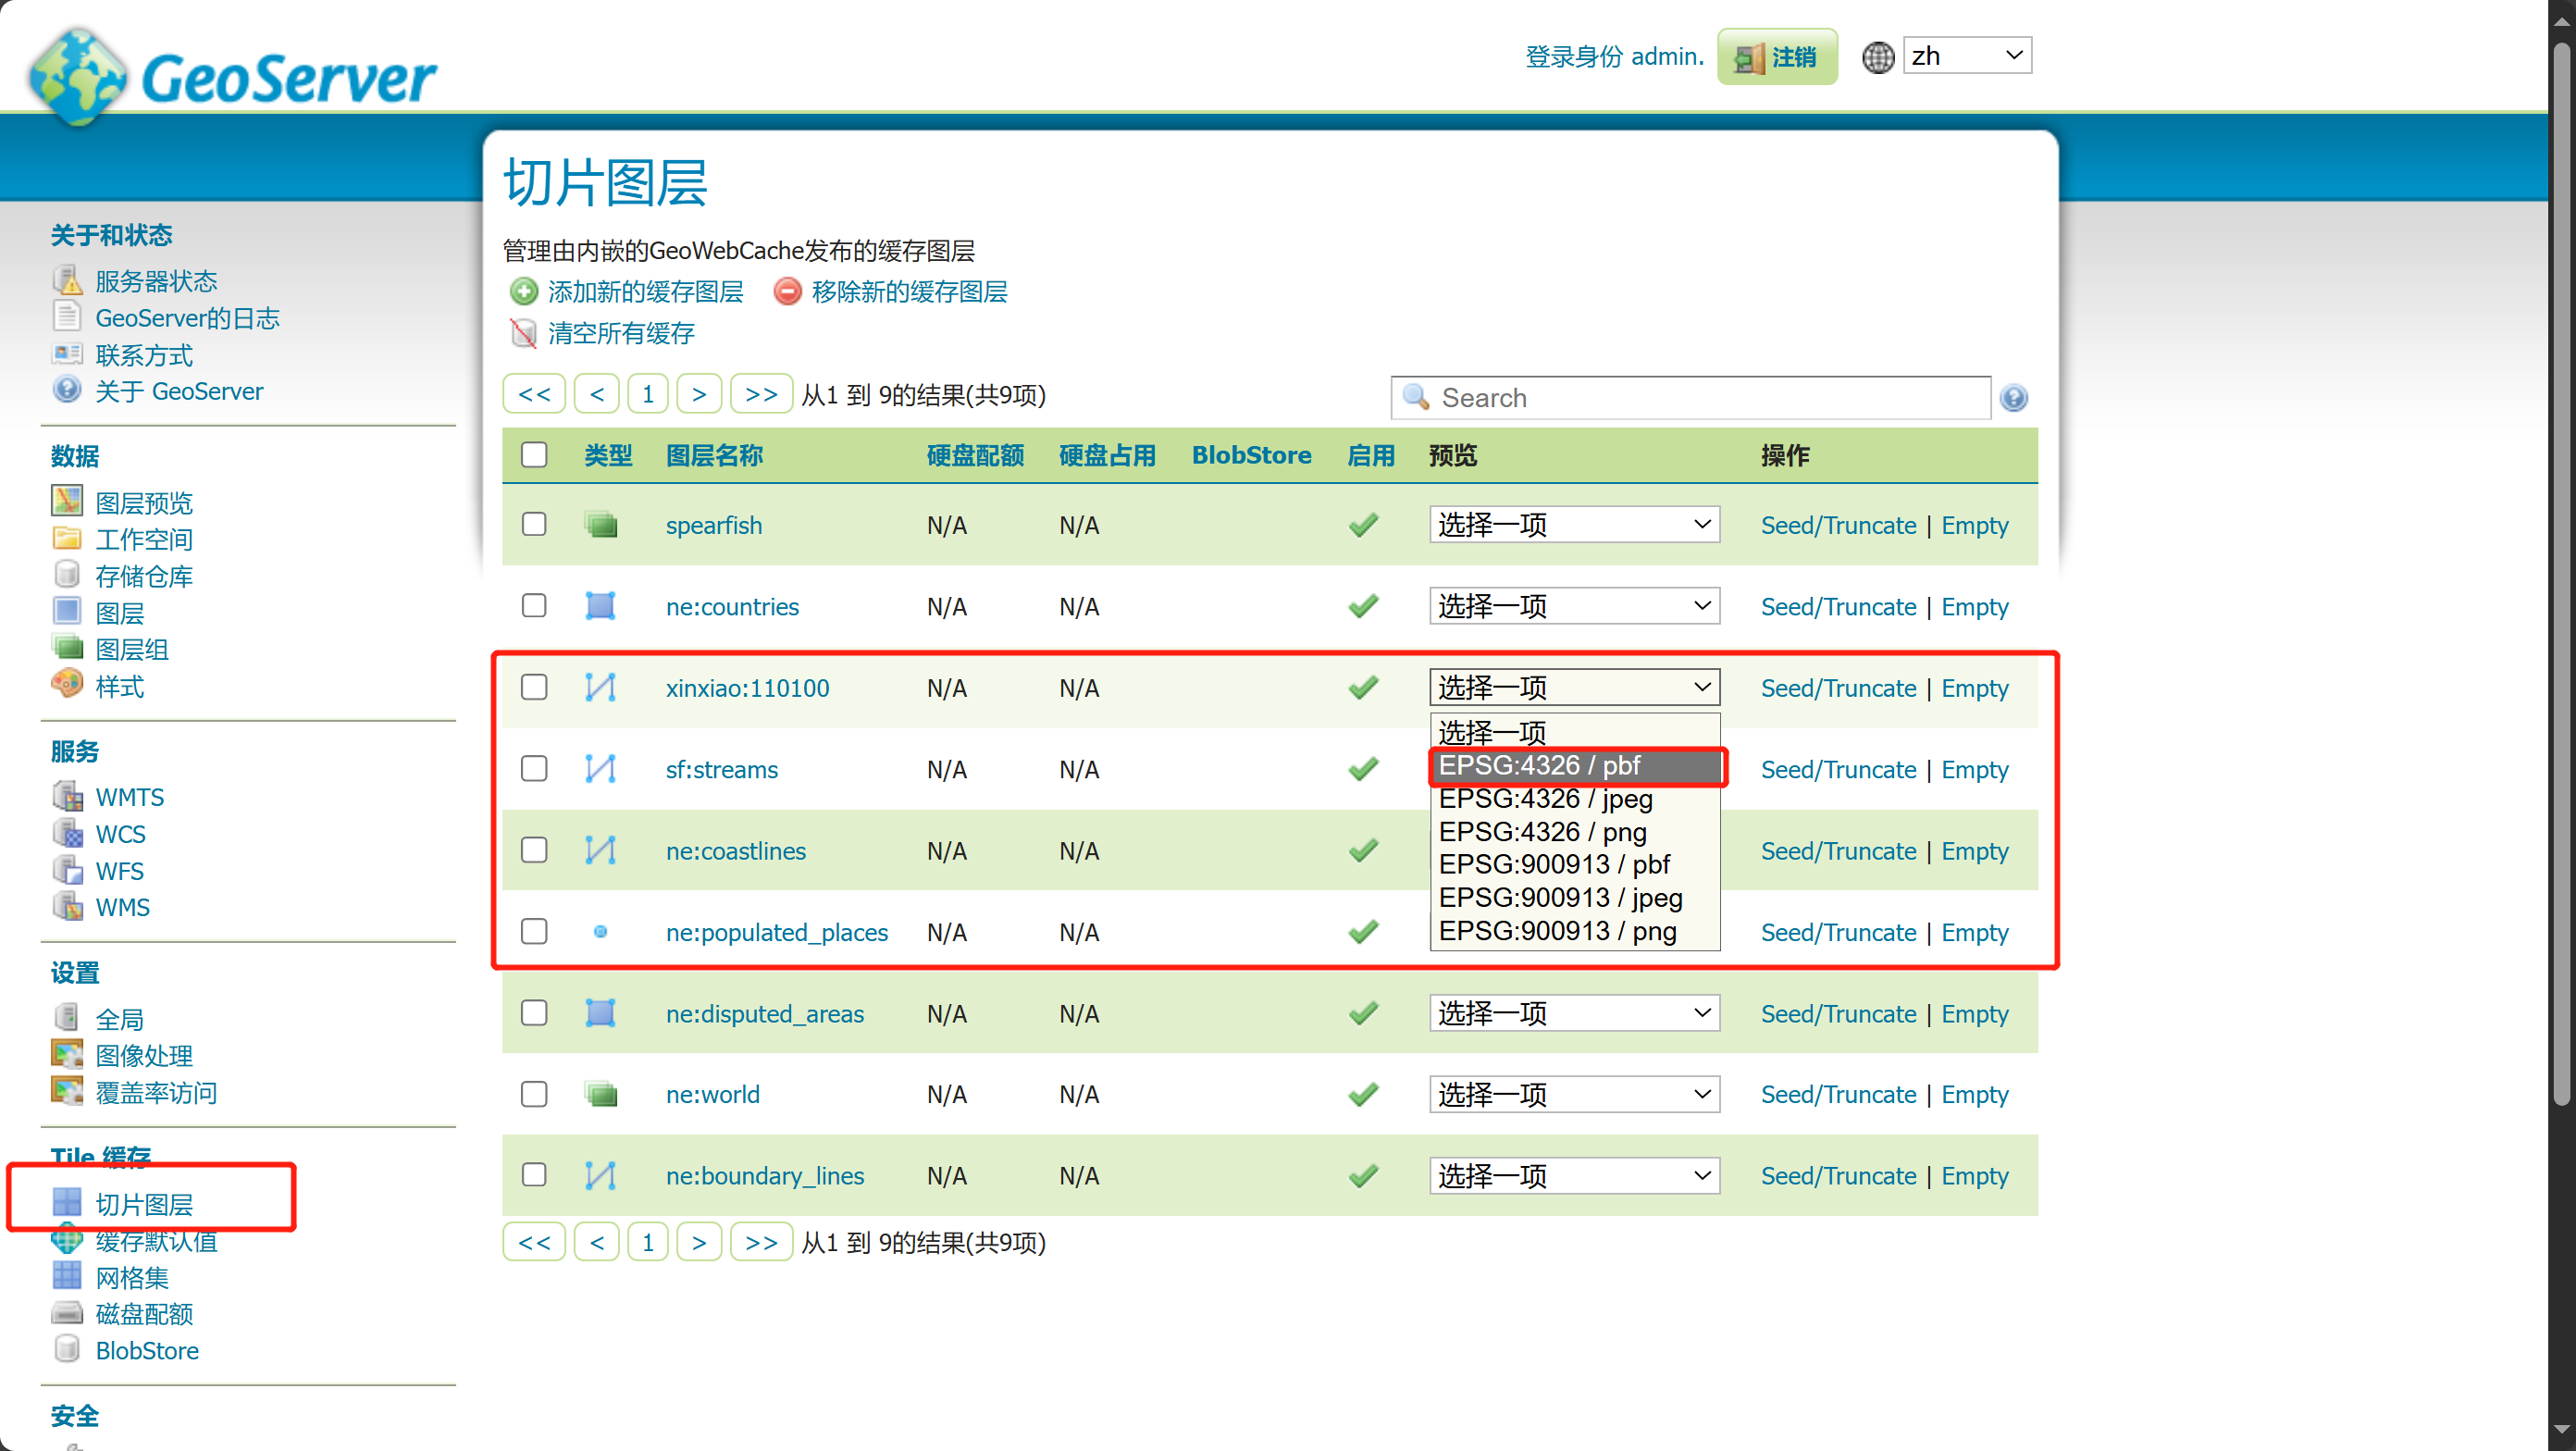 GeoServer
登录身份 admin.
注销
zh
切片图层
管理由内嵌的GeoWebCache发布的缓存图层
添加新的缓存图层
移除新的缓存图层
清空所有缓存
<< < 1 > >> 从1 到 9的结果(共9项)
Search
类型 图层名称 硬盘配额 硬盘占用 BlobStore 启用 预览 操作
spearfish N/A N/A 选择一项 Seed/Truncate | Empty
ne:countries N/A N/A 选择一项 Seed/Truncate | Empty
xinxiao:110100 N/A N/A 选择一项 Seed/Truncate | Empty
选择一项
EPSG:4326 / pbf
EPSG:4326 / jpeg
EPSG:4326 / png
EPSG:900913 / pbf
EPSG:900913 / jpeg
EPSG:900913 / png
sf:streams N/A N/A Seed/Truncate | Empty
ne:coastlines N/A N/A Seed/Truncate | Empty
ne:populated_places N/A N/A Seed/Truncate | Empty
ne:disputed_areas N/A N/A 选择一项 Seed/Truncate | Empty
ne:world N/A N/A 选择一项 Seed/Truncate | Empty
ne:boundary_lines N/A N/A 选择一项 Seed/Truncate | Empty
<< < 1 > >> 从1 到 9的结果(共9项)
关于和状态
服务器状态
GeoServer的日志
联系方式
关于 GeoServer
数据
图层预览
工作空间
存储仓库
图层
图层组
样式
服务
WMTS
WCS
WFS
WMS
设置
全局
图像处理
覆盖率访问
Tile 缓存
切片图层
缓存默认值
网格集
磁盘配额
BlobStore
安全